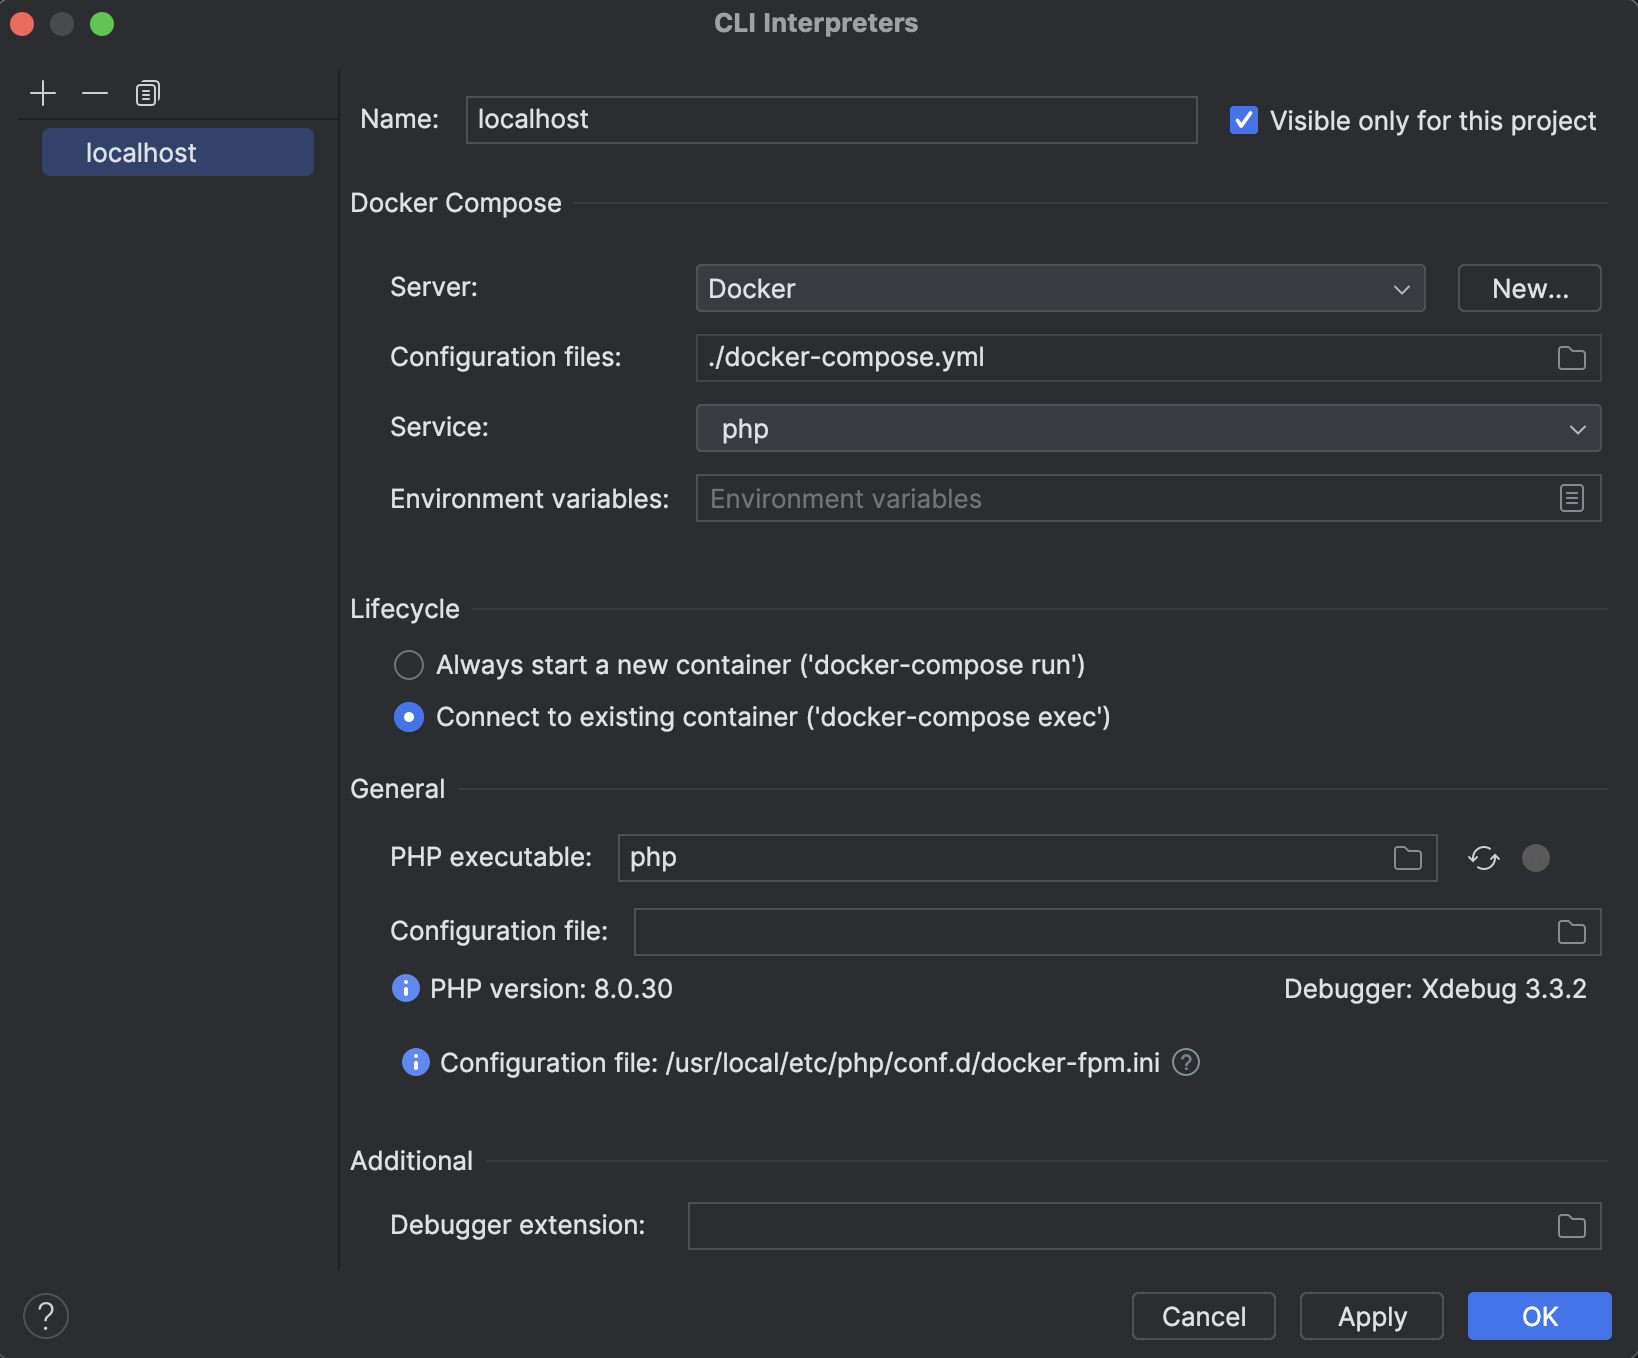 CLI Interpreters
localhost
Name: localhost Visible only for this project
Docker Compose
Server: Docker New...
Configuration files: ./docker-compose.yml
Service: php
Environment variables: Environment variables
Lifecycle
Always start a new container ('docker-compose run')
Connect to existing container ('docker-compose exec')
General
PHP executable: php
Configuration file:
PHP version: 8.0.30 Debugger: Xdebug 3.3.2
Configuration file: /usr/local/etc/php/conf.d/docker-fpm.ini ?
Additional
Debugger extension:
? Cancel Apply OK